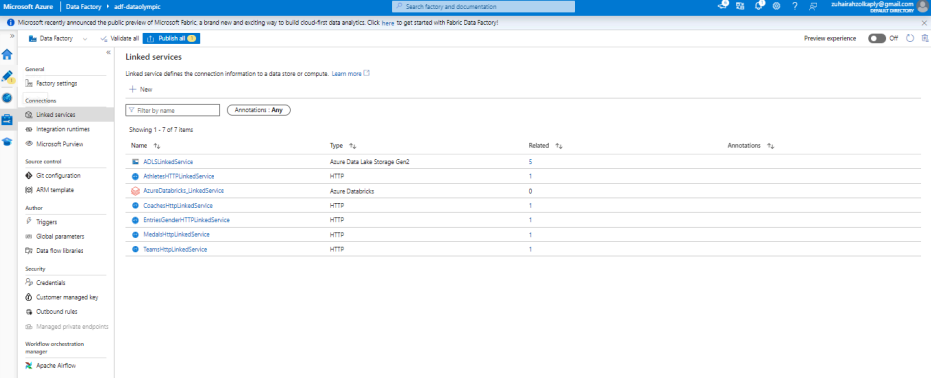 Microsoft Azure Data Factory adf-dataolympic Search factory and documentation zuhairahzolkaply@gmail.com
DEFAULT DIRECTORY
Microsoft recently announced the public preview of Microsoft Fabric, a brand new and exciting way to build cloud-first data analytics. Click here to get started with Fabric Data Factory!
Data Factory Validate all Publish all Preview experience Off
General
Factory settings
Connections
Linked services
Integration runtimes
Microsoft Purview
Source control
Git configuration
ARM template
Author
Triggers
Global parameters
Data flow libraries
Security
Credentials
Customer managed key
Outbound rules
Managed private endpoints
Workflow orchestration
manager
Apache Airflow
Linked services
Linked service defines the connection information to a data store or compute. Learn more
New
Filter by name Annotations : Any
Showing 1 - 7 of 7 items
Name Type Related Annotations
ADLSLinkedService Azure Data Lake Storage Gen2 5
AthletesHTTPLinkedService HTTP 1
AzureDatabricks_LinkedService Azure Databricks 0
CoachesHttpLinkedService HTTP 1
EntriesGenderHTTPLinkedService HTTP 1
MedalsHttpLinkedService HTTP 1
TeamsHttpLinkedService HTTP 1